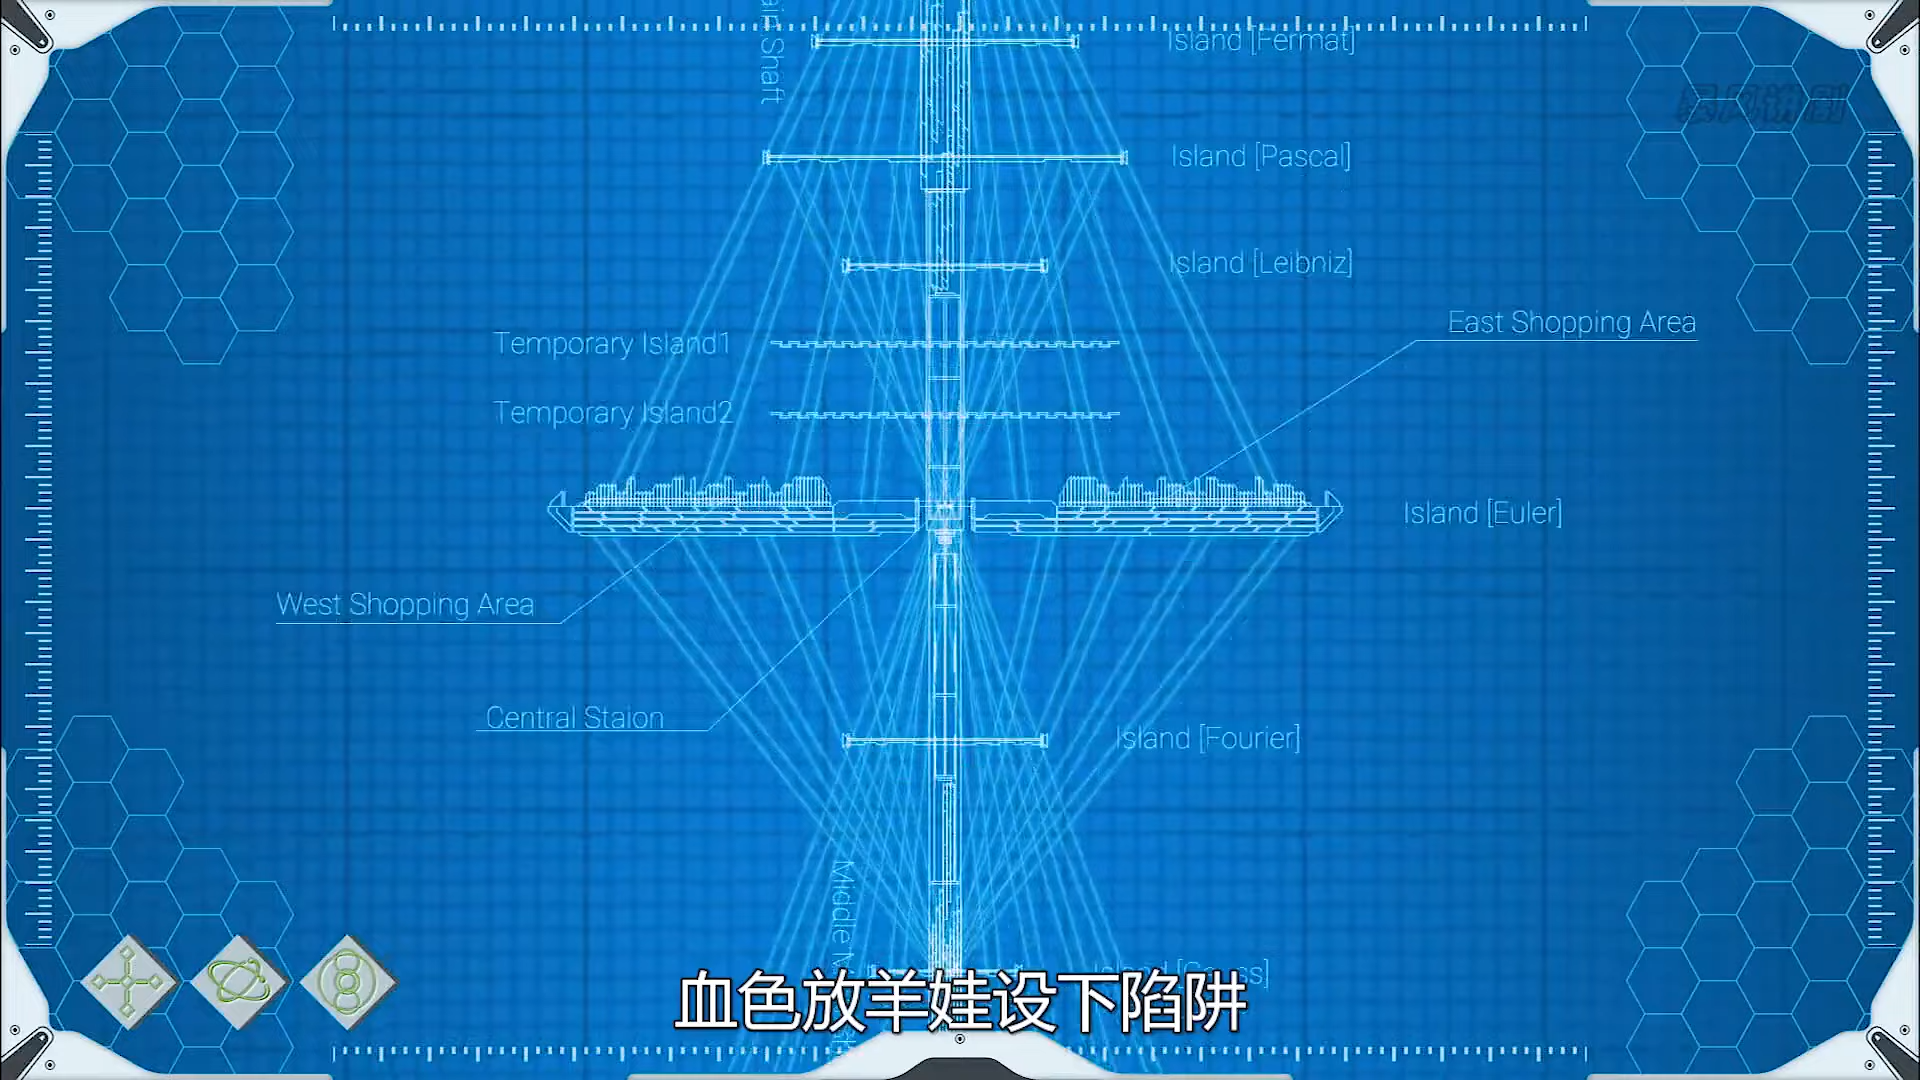 Island [Fermat]
Shaft
Island [Pascal]
Island [Leibniz]
East Shopping Area
Temporary Island1
Temporary Island2
Island [Euler]
West Shopping Area
Central Staion
Island [Fourier]
Middle
血色放羊娃设下陷阱